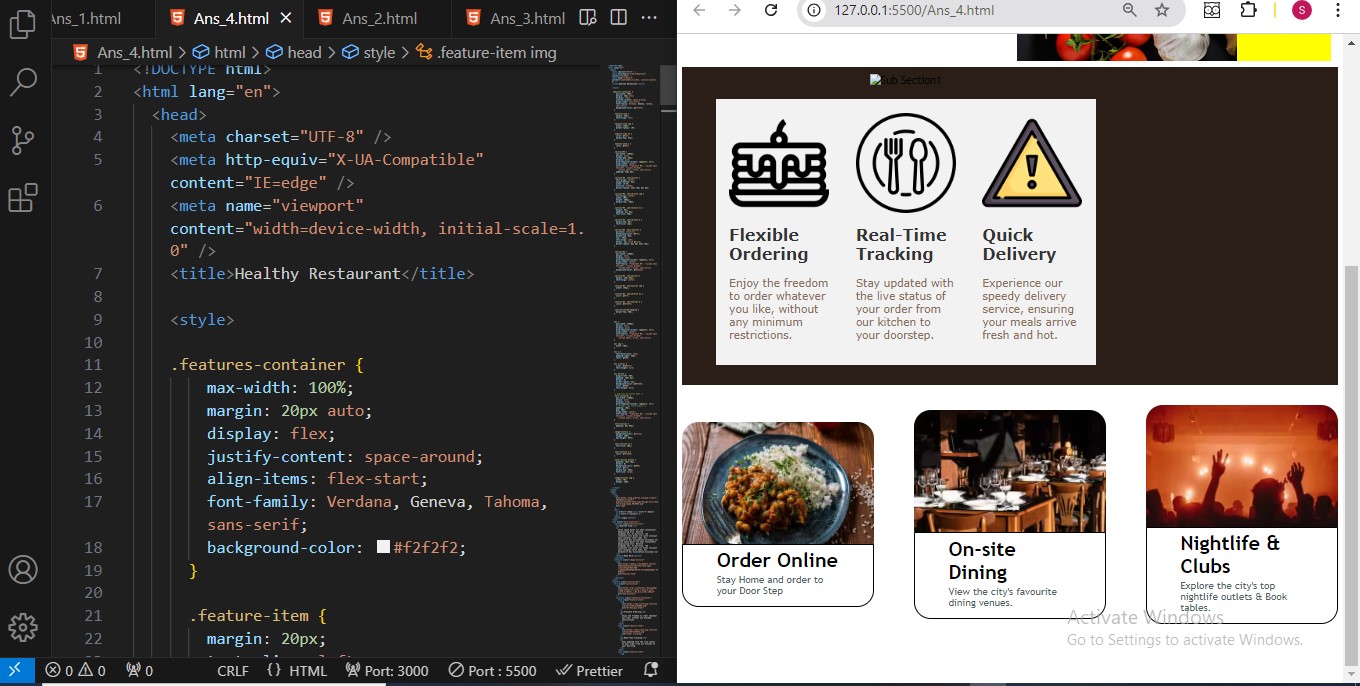 ns_1.html
Ans_4.html
Ans_2.html
Ans_3.html
127.0.0.1:5500/Ans_4.html
S
Ans_4.html > html > head > style > .feature-item img
1 <!DOCTYPE html>
2 <html lang="en">
3 <head>
4 <meta charset="UTF-8" />
5 <meta http-equiv="X-UA-Compatible"
content="IE=edge" />
6 <meta name="viewport"
content="width=device-width, initial-scale=1.
0" />
7 <title>Healthy Restaurant</title>
8
9 <style>
10
11 .features-container {
12 max-width: 100%;
13 margin: 20px auto;
14 display: flex;
15 justify-content: space-around;
16 align-items: flex-start;
17 font-family: Verdana, Geneva, Tahoma,
sans-serif;
18 background-color: #f2f2f2;
19 }
20
21 .feature-item {
22 margin: 20px;
0 0 0 CRLF {} HTML Port: 3000 Port : 5500 Prettier
Sub Section1
Flexible
Ordering
Enjoy the freedom
to order whatever
you like, without
any minimum
restrictions.
Real-Time
Tracking
Stay updated with
the live status of
your order from
our kitchen to
your doorstep.
Quick
Delivery
Experience our
speedy delivery
service, ensuring
your meals arrive
fresh and hot.
Order Online
Stay Home and order to
your Door Step
On-site
Dining
View the city's favourite
dining venues.
Nightlife &
Clubs
Explore the city's top
nightlife outlets & Book
tables.
Activate Windows
Go to Settings to activate Windows.